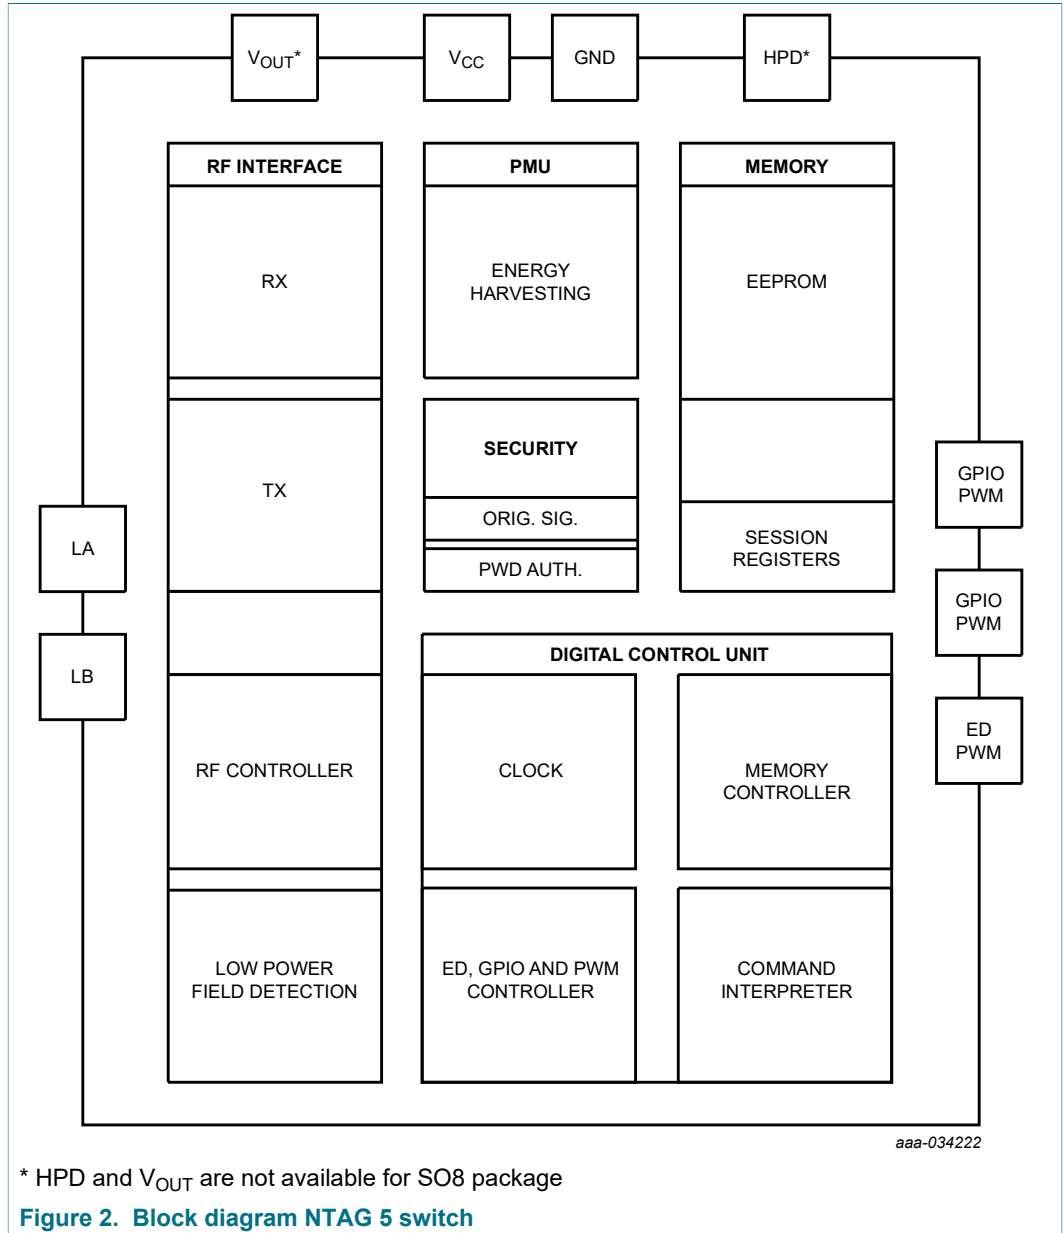 V_OUT*
V_CC
GND
HPD*
RF INTERFACE
PMU
MEMORY
RX
ENERGY
HARVESTING
EEPROM
TX
SECURITY
ORIG. SIG.
PWD AUTH.
SESSION
REGISTERS
LA
LB
GPIO
PWM
GPIO
PWM
ED
PWM
DIGITAL CONTROL UNIT
RF CONTROLLER
CLOCK
MEMORY
CONTROLLER
LOW POWER
FIELD DETECTION
ED, GPIO AND PWM
CONTROLLER
COMMAND
INTERPRETER
aaa-034222
* HPD and V_OUT are not available for SO8 package
Figure 2. Block diagram NTAG 5 switch